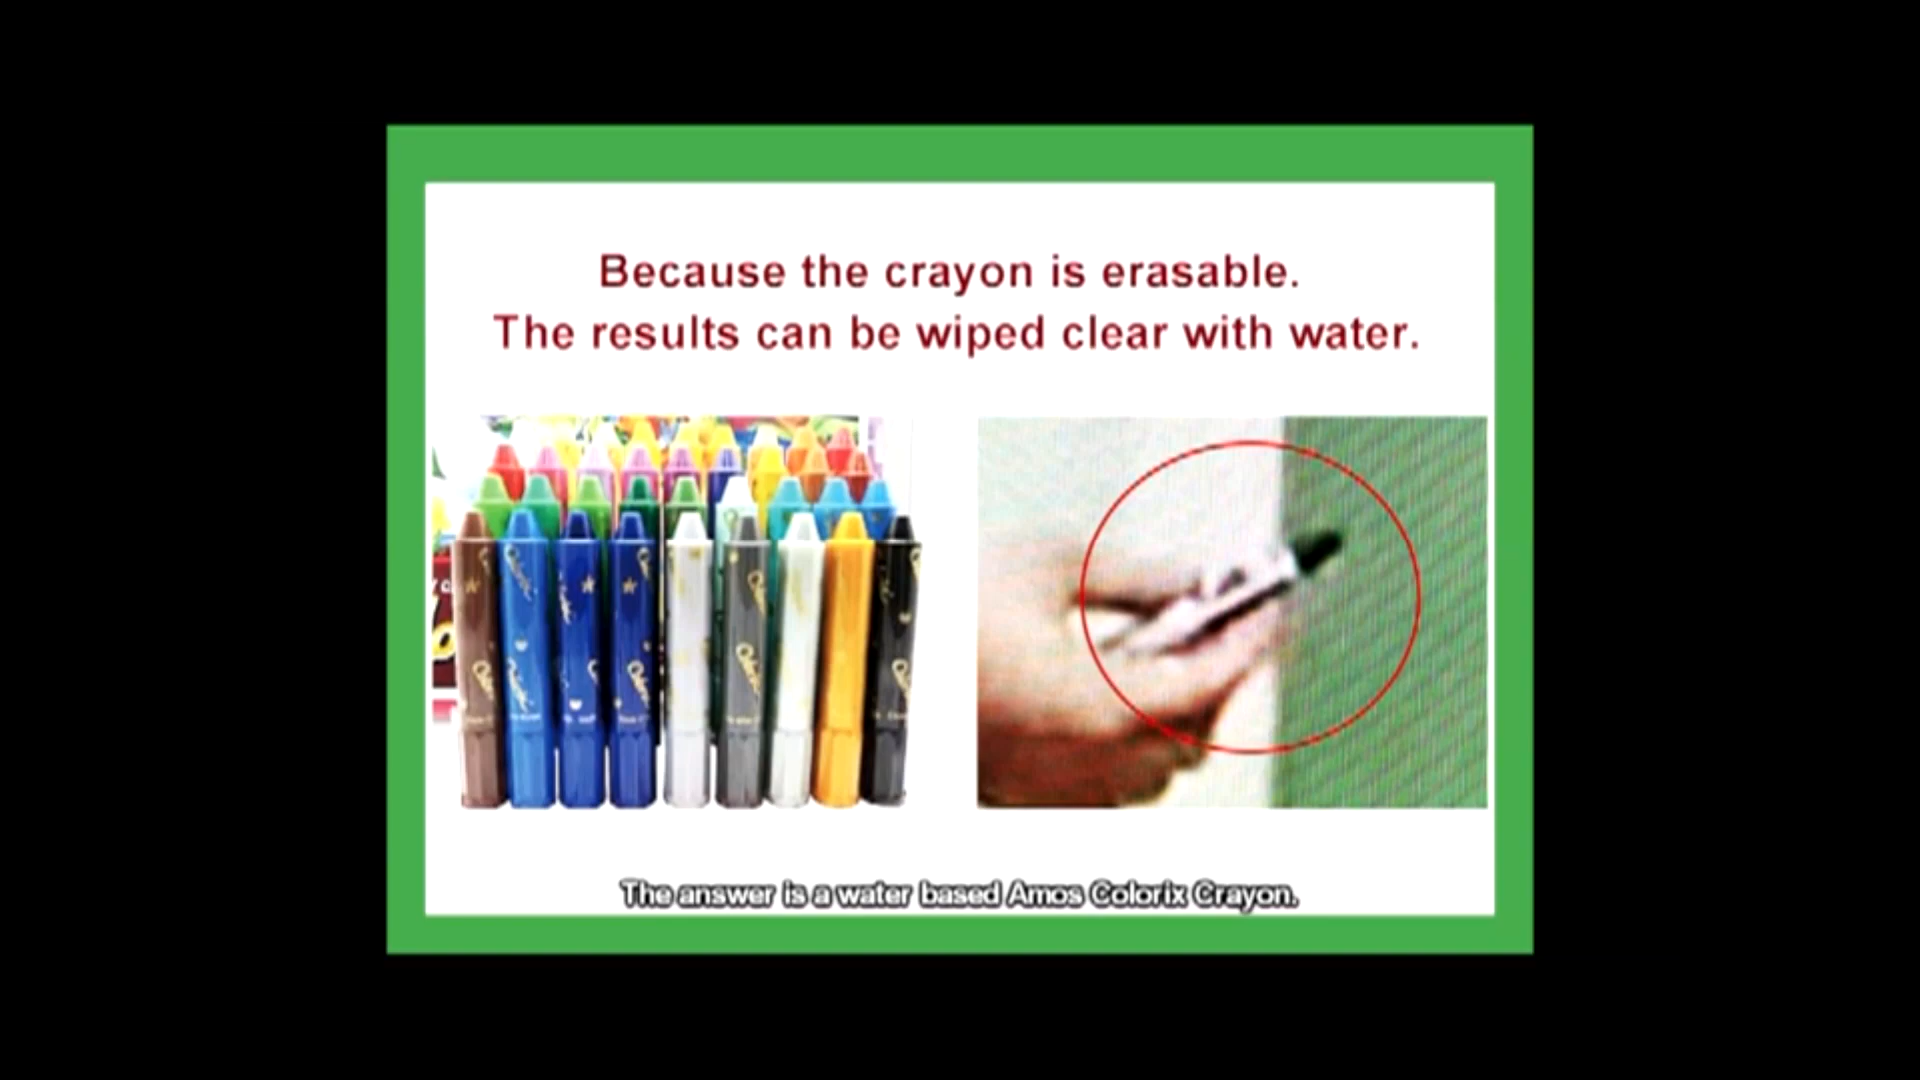 Because the crayon is erasable.
The results can be wiped clear with water.
The answer is a water based Amos Colorix Crayon.